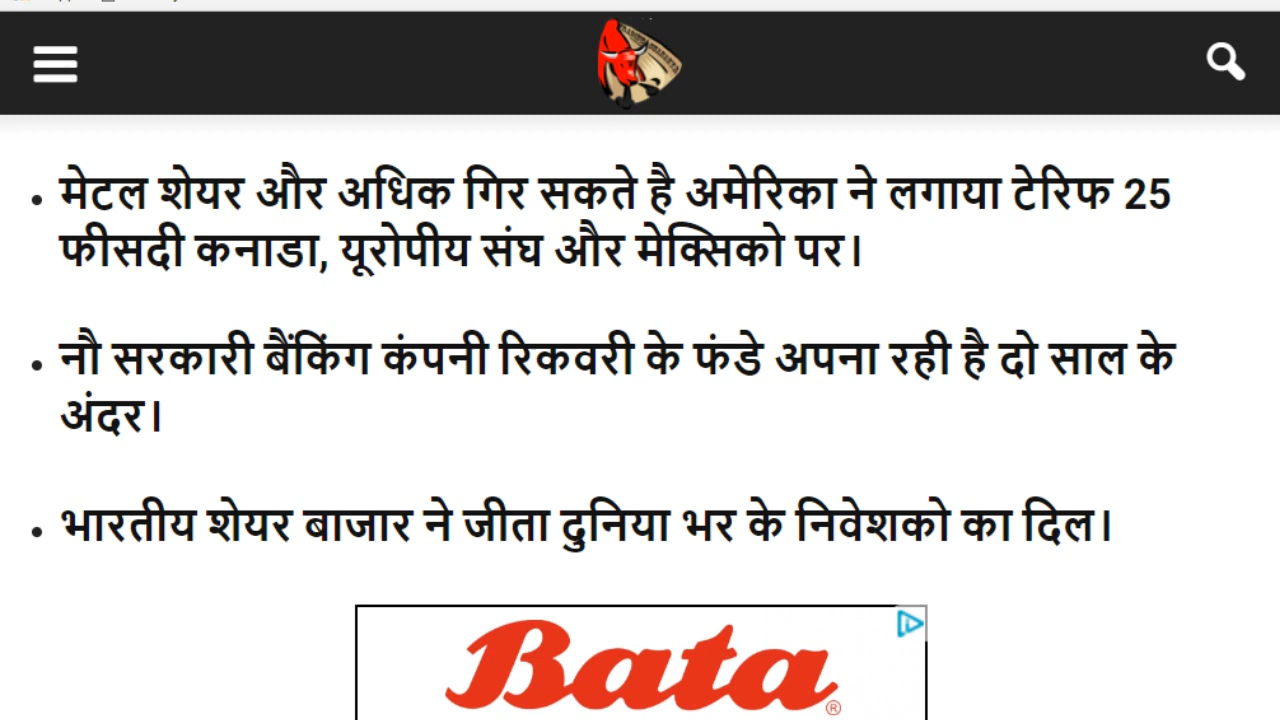 मेटल शेयर और अधिक गिर सकते है अमेरिका ने लगाया टेरिफ 25
फीसदी कनाडा, यूरोपीय संघ और मेक्सिको पर।
नौ सरकारी बैंकिंग कंपनी रिकवरी के फंडे अपना रही है दो साल के
अंदर।
भारतीय शेयर बाजार ने जीता दुनिया भर के निवेशको का दिल।
Bata®